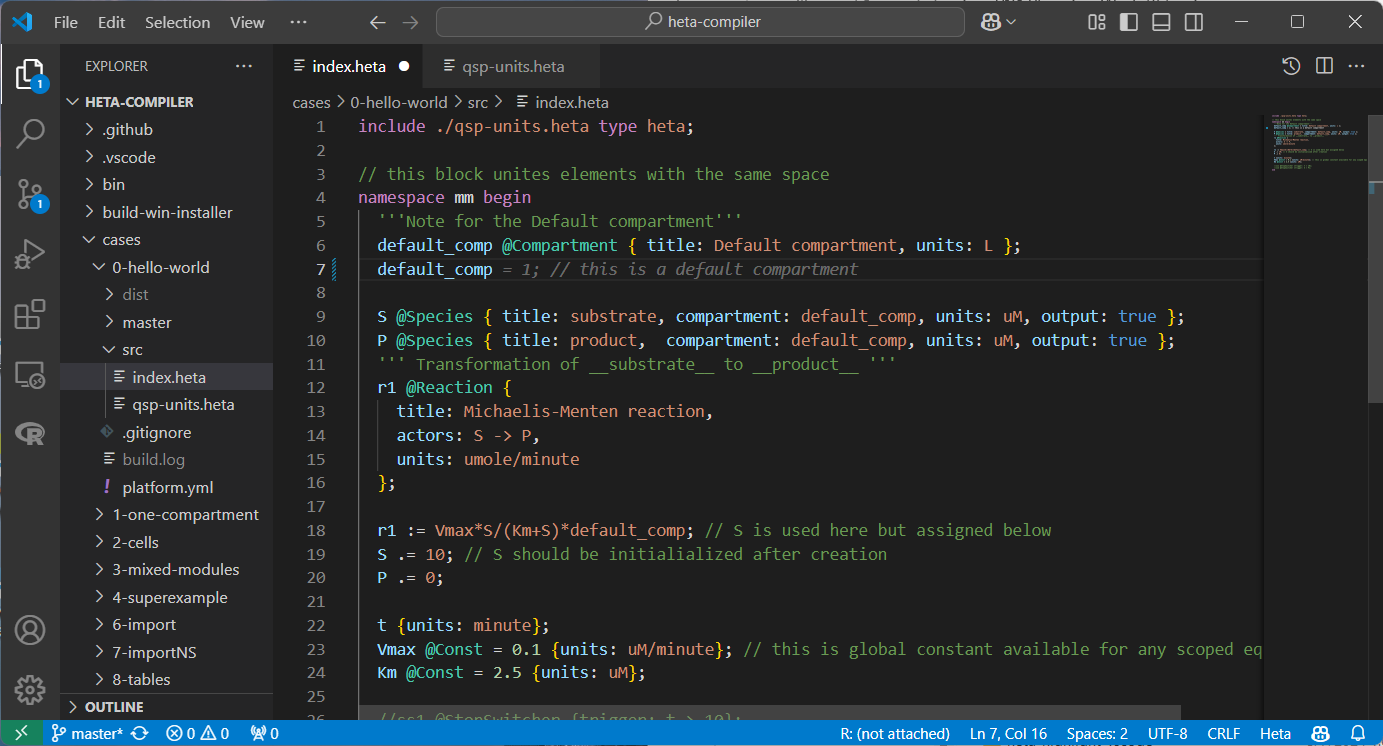 File Edit Selection View ··· heta-compiler
EXPLORER ···
index.heta qsp-units.heta
1
HETA-COMPILER
.github
.vscode
bin
build-win-installer
cases
0-hello-world
dist
master
src
index.heta
qsp-units.heta
.gitignore
build.log
! platform.yml
1-one-compartment
2-cells
3-mixed-modules
4-superexample
6-import
7-importNS
8-tables
OUTLINE
1
cases > 0-hello-world > src > index.heta
1 include ./qsp-units.heta type heta;
2
3 // this block unites elements with the same space
4 namespace mm begin
5 '''Note for the Default compartment'''
6 default_comp @Compartment { title: Default compartment, units: L };
7 default_comp = 1; // this is a default compartment
8
9 S @Species { title: substrate, compartment: default_comp, units: uM, output: true };
10 P @Species { title: product,  compartment: default_comp, units: uM, output: true };
11 ''' Transformation of __substrate__ to __product__ '''
12 r1 @Reaction {
13 title: Michaelis-Menten reaction,
14 actors: S -> P,
15 units: umole/minute
16 };
17
18 r1 := Vmax*S/(Km+S)*default_comp; // S is used here but assigned below
19 S .= 10; // S should be initialialized after creation
20 P .= 0;
21
22 t {units: minute};
23 Vmax @Const = 0.1 {units: uM/minute}; // this is global constant available for any scoped eq
24 Km @Const = 2.5 {units: uM};
25
26 //ss1 @StopSwitcher {trigger: t > 10};
master* 0 0 0 R: (not attached) Ln 7, Col 16 Spaces: 2 UTF-8 CRLF Heta